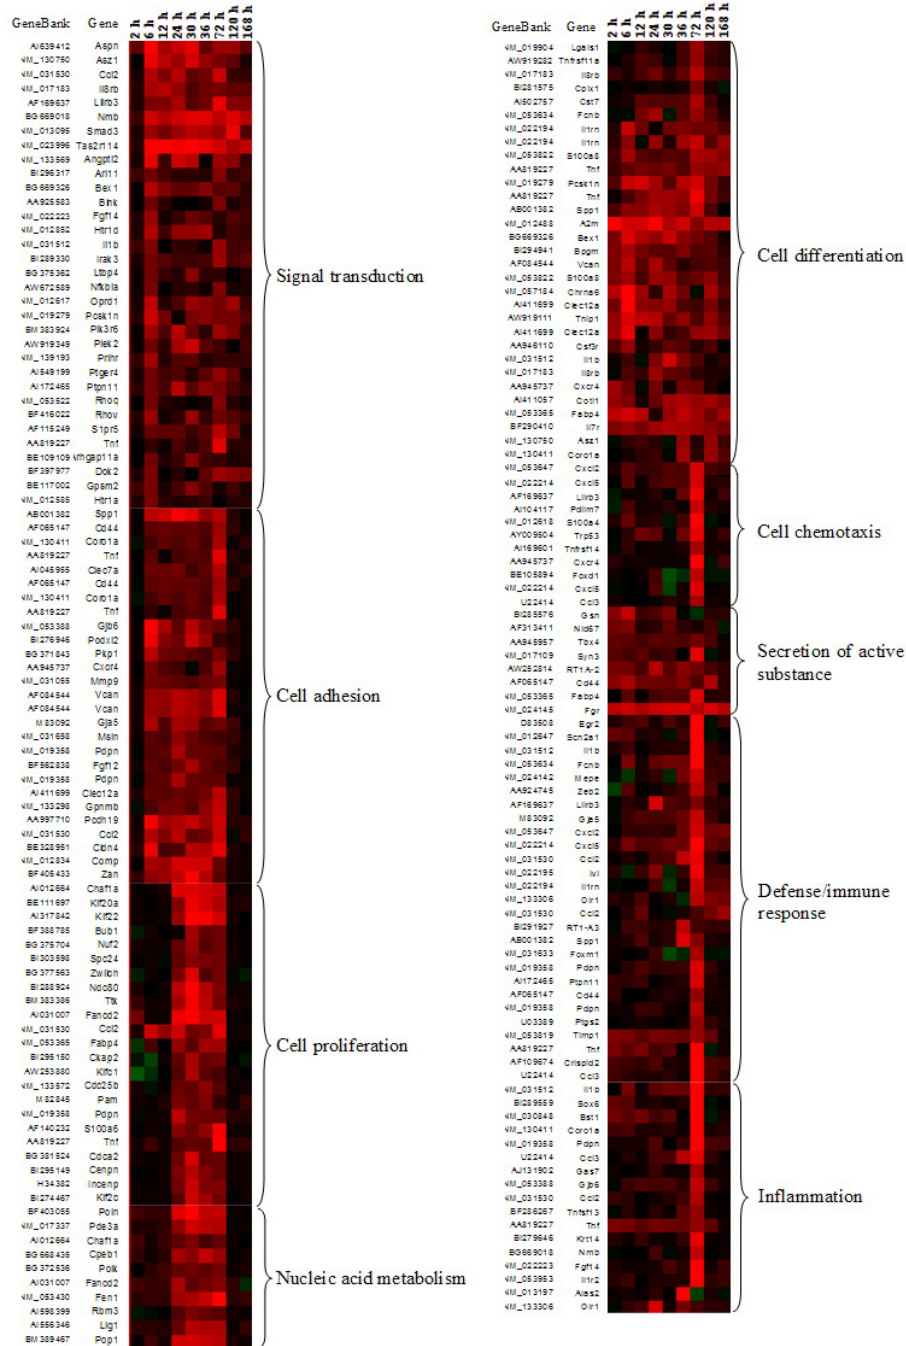 GeneBank Gene 2 h 6 h 12 h 24 h 30 h 36 h 72 h 120 h 168 h
AI639412 Aspn
NM_130750 Asz1
NM_031530 Ccl2
NM_017183 Il8rb
AF169637 Lilrb3
BG669018 Nmb
NM_013095 Smad3
NM_023996 Tas2r114
NM_133569 Angptl2
BI296317 Arl11
BG669326 Bex1
AA925583 Blnk
NM_022223 Fgf14
NM_012852 Htr1d
NM_031512 Il1b
BI289330 Irak3
BG375362 Ltbp4
AW672589 Nfkbia
NM_012617 Oprd1
NM_019279 Pcsk1n
BM383924 Pik3r6
AW919349 Plek2
NM_139193 Prlhr
AI549199 Ptger4
AI172465 Ptpn11
NM_053522 Rhoq
BF416022 Rhov
AF115249 S1pr5
AA819227 Tnf
BE109109 Arhgap11a
BF397977 Dok2
BE117002 Gpsm2
NM_012585 Htr1a
Signal transduction
AB001382 Spp1
AF065147 Cd44
NM_130411 Coro1a
AA819227 Tnf
AI045955 Clec7a
AF065147 Cd44
NM_130411 Coro1a
AA819227 Tnf
NM_053388 Gjb6
BI276946 Podxl2
BG371843 Pkp1
AA945737 Cxcr4
NM_031055 Mmp9
AF084544 Vcan
AF084544 Vcan
M83092 Gja5
NM_031658 Msln
NM_019358 Pdpn
BF562838 Fgf12
NM_019358 Pdpn
AI411699 Clec12a
NM_133298 Gpnmb
AA997710 Pcdh19
NM_031530 Ccl2
BE328951 Cldn4
NM_012834 Comp
BF405433 Zan
Cell adhesion
AI012664 Chaf1a
BE111697 Kif20a
AI317842 Kif22
BF388785 Bub1
BG375704 Nuf2
BI303598 Spc24
BG377563 Zwilch
BI288924 Ndc80
BM383386 Ttk
AI031007 Fancd2
NM_031530 Ccl2
NM_053365 Fabp4
BI295150 Ckap2
AW253880 Kifc1
NM_133572 Cdc25b
M82845 Pam
NM_019358 Pdpn
AF140232 S100a6
AA819227 Tnf
BG381524 Cdca2
BI295149 Cenpn
H34382 Incenp
BI274467 Kif2c
Cell proliferation
BF403055 Poln
NM_017337 Pde3a
AI012664 Chaf1a
BG668435 Cpeb1
BG372536 Polk
AI031007 Fancd2
NM_053430 Fen1
AI598399 Rbm3
AI556346 Lig1
BM389467 Pop1
Nucleic acid metabolism
GeneBank Gene 2 h 6 h 12 h 24 h 30 h 36 h 72 h 120 h 168 h
NM_019904 Lgals1
AW919282 Tnfrsf11a
NM_017183 Il8rb
BI281575 Cplx1
AI502757 Cst7
NM_053634 Fcnb
NM_022194 Il1rn
NM_022194 Il1rn
NM_053822 S100a8
AA819227 Tnf
NM_019279 Pcsk1n
AA819227 Tnf
AB001382 Spp1
NM_012488 A2m
BG669326 Bex1
BI294941 Bpgm
AF084544 Vcan
NM_053822 S100a8
NM_057184 Chrna6
AI411699 Clec12a
AW919111 Tnip1
AI411699 Clec12a
AA946110 Csf3r
NM_031512 Il1b
NM_017183 Il8rb
AA945737 Cxcr4
AI411057 Cotl1
NM_053365 Fabp4
BF290410 Il7r
NM_130750 Asz1
NM_130411 Coro1a
Cell differentiation
NM_053647 Cxcl2
NM_022214 Cxcl5
AF169637 Lilrb3
AI104117 Pdlim7
NM_012618 S100a4
AY009504 Trp53
AI169601 Tnfrsf14
AA945737 Cxcr4
BE105894 Foxd1
NM_022214 Cxcl5
U22414 Ccl3
Cell chemotaxis
BI285576 Gsn
AF313411 Nid67
AA945957 Tbx4
NM_017109 Syn3
AW252814 RT1A-2
AF065147 Cd44
NM_053365 Fabp4
NM_024145 Fgr
Secretion of active
substance
D83508 Egr2
NM_012647 Scn2a1
NM_031512 Il1b
NM_053634 Fcnb
NM_024142 Mepe
AA924745 Zeb2
AF169637 Lilrb3
M83092 Gja5
NM_053647 Cxcl2
NM_022214 Cxcl5
NM_031530 Ccl2
NM_022195 Ivl
NM_022194 Il1rn
NM_133306 Olr1
NM_031530 Ccl2
BI291927 RT1-A3
AB001382 Spp1
NM_031633 Foxm1
NM_019358 Pdpn
AI172465 Ptpn11
AF065147 Cd44
NM_019358 Pdpn
U03389 Ptgs2
NM_053819 Timp1
AA819227 Tnf
AF109674 Crispld2
U22414 Ccl3
Defense/immune
response
NM_031512 Il1b
BI289559 Sox6
NM_030848 Bst1
NM_130411 Coro1a
NM_019358 Pdpn
U22414 Ccl3
AJ131902 Gas7
NM_053388 Gjb6
NM_031530 Ccl2
BF286267 Tnfsf13
AA819227 Tnf
BI279646 Krt14
BG669018 Nmb
NM_022223 Fgf14
NM_053953 Il1r2
NM_013197 Alas2
NM_133306 Olr1
Inflammation